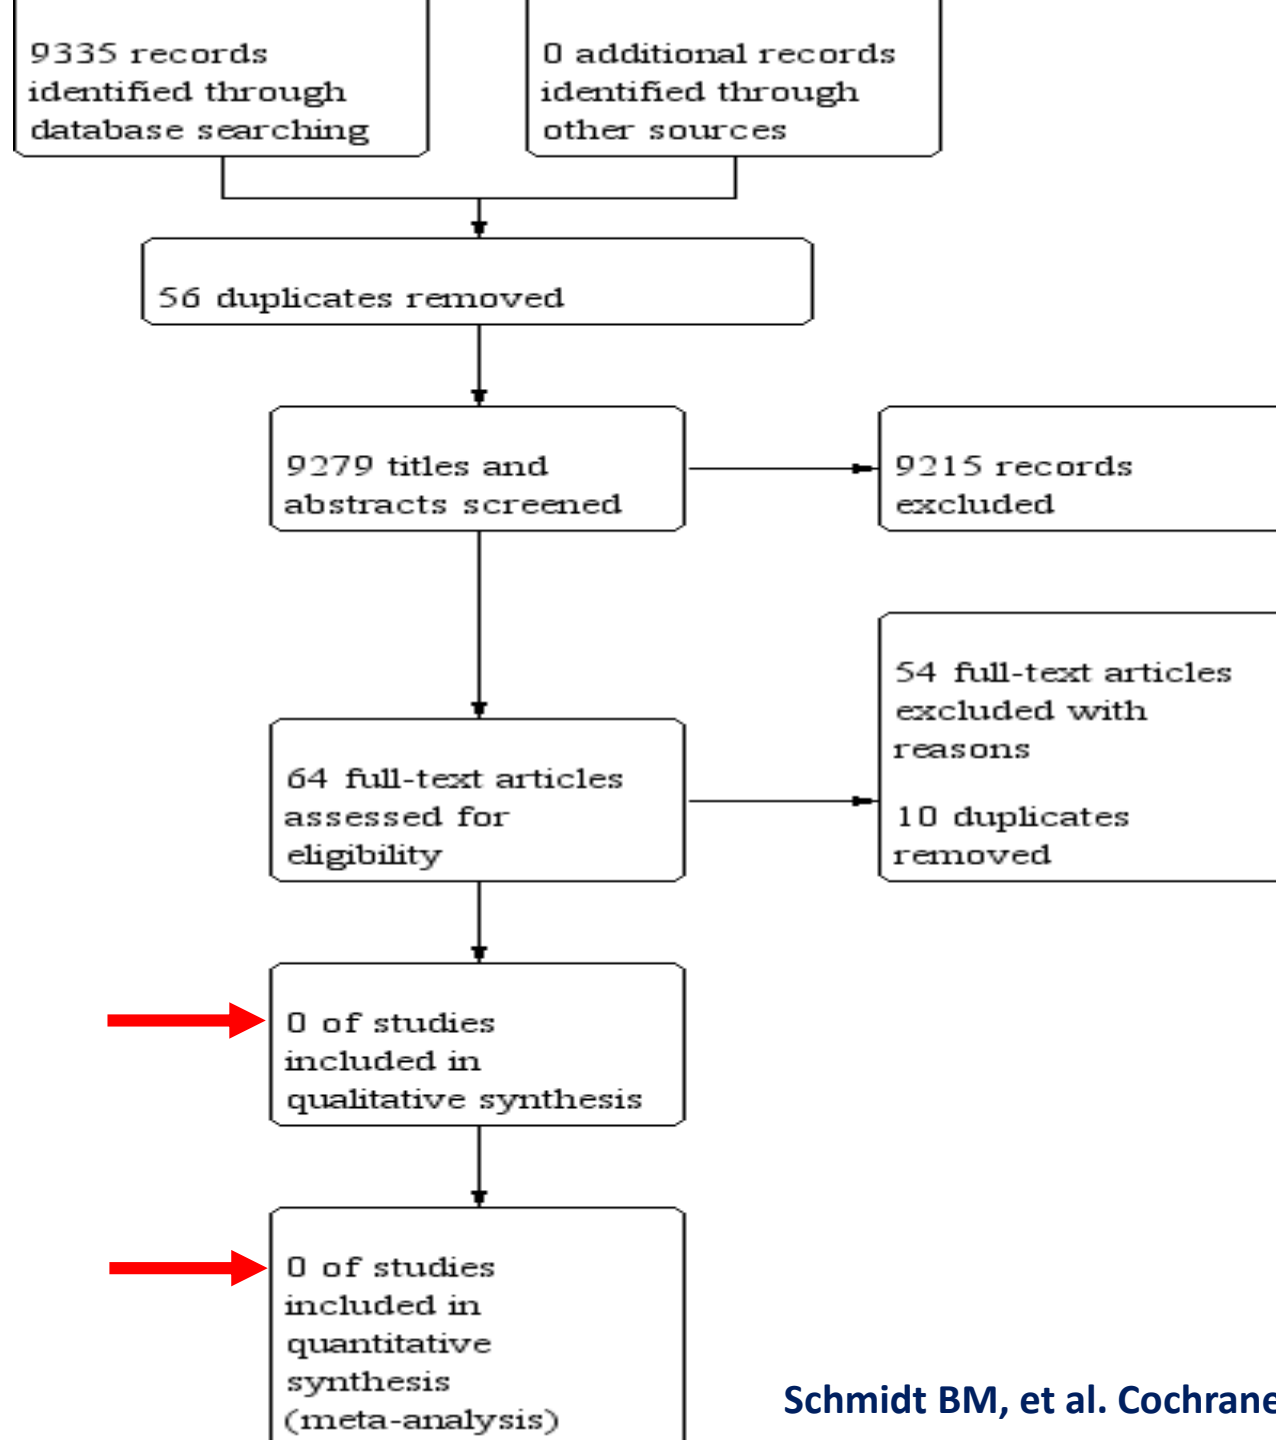 9335 records
identified through
database searching
0 additional records
identified through
other sources
56 duplicates removed
9279 titles and
abstracts screened
9215 records
excluded
64 full-text articles
assessed for
eligibility
54 full-text articles
excluded with
reasons
10 duplicates
removed
0 of studies
included in
qualitative synthesis
0 of studies
included in
quantitative
synthesis
(meta-analysis)
Schmidt BM, et al. Cochrane